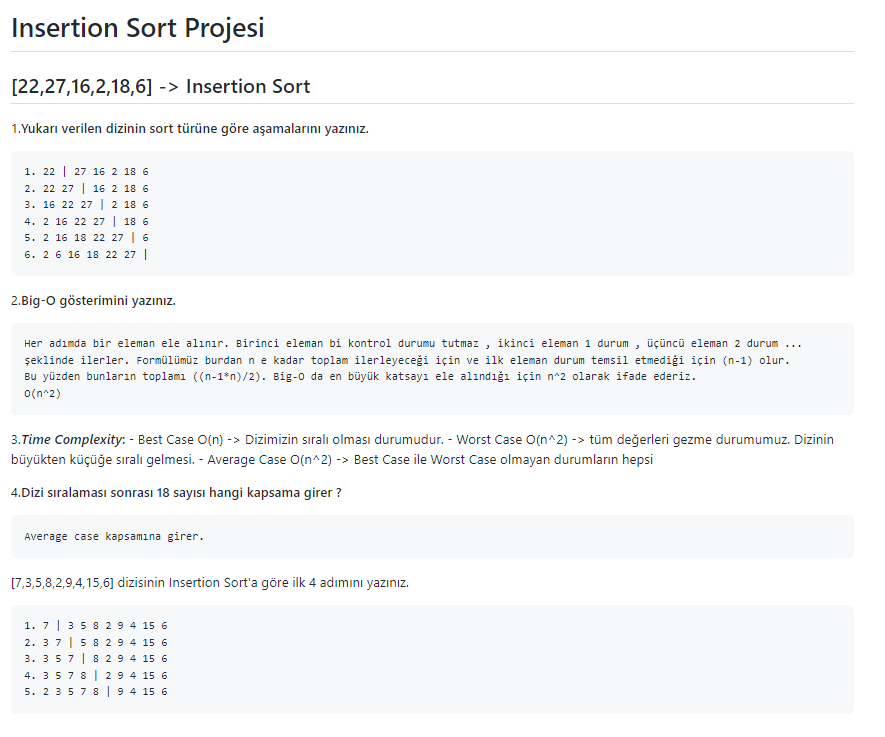 Insertion Sort Projesi
[22,27,16,2,18,6] -> Insertion Sort
1.Yukarı verilen dizinin sort türüne göre aşamalarını yazınız.
1. 22 | 27 16 2 18 6
2. 22 27 | 16 2 18 6
3. 16 22 27 | 2 18 6
4. 2 16 22 27 | 18 6
5. 2 16 18 22 27 | 6
6. 2 6 16 18 22 27 |
2.Big-O gösterimini yazınız.
Her adımda bir eleman ele alınır. Birinci eleman bi kontrol durumu tutmaz , ikinci eleman 1 durum , üçüncü eleman 2 durum ...
şeklinde ilerler. Formülümüz burdan n e kadar toplam ilerleyeceği için ve ilk eleman durum temsil etmediği için (n-1) olur.
Bu yüzden bunların toplamı ((n-1*n)/2). Big-O da en büyük katsayı ele alındığı için n^2 olarak ifade ederiz.
O(n^2)
3.Time Complexity: - Best Case O(n) -> Dizimizin sıralı olması durumudur. - Worst Case O(n^2) -> tüm değerleri gezme durumumuz. Dizinin
büyükten küçüğe sıralı gelmesi. - Average Case O(n^2) -> Best Case ile Worst Case olmayan durumların hepsi
4.Dizi sıralaması sonrası 18 sayısı hangi kapsama girer ?
Average case kapsamına girer.
[7,3,5,8,2,9,4,15,6] dizisinin Insertion Sort'a göre ilk 4 adımını yazınız.
1. 7 | 3 5 8 2 9 4 15 6
2. 3 7 | 5 8 2 9 4 15 6
3. 3 5 7 | 8 2 9 4 15 6
4. 3 5 7 8 | 2 9 4 15 6
5. 2 3 5 7 8 | 9 4 15 6